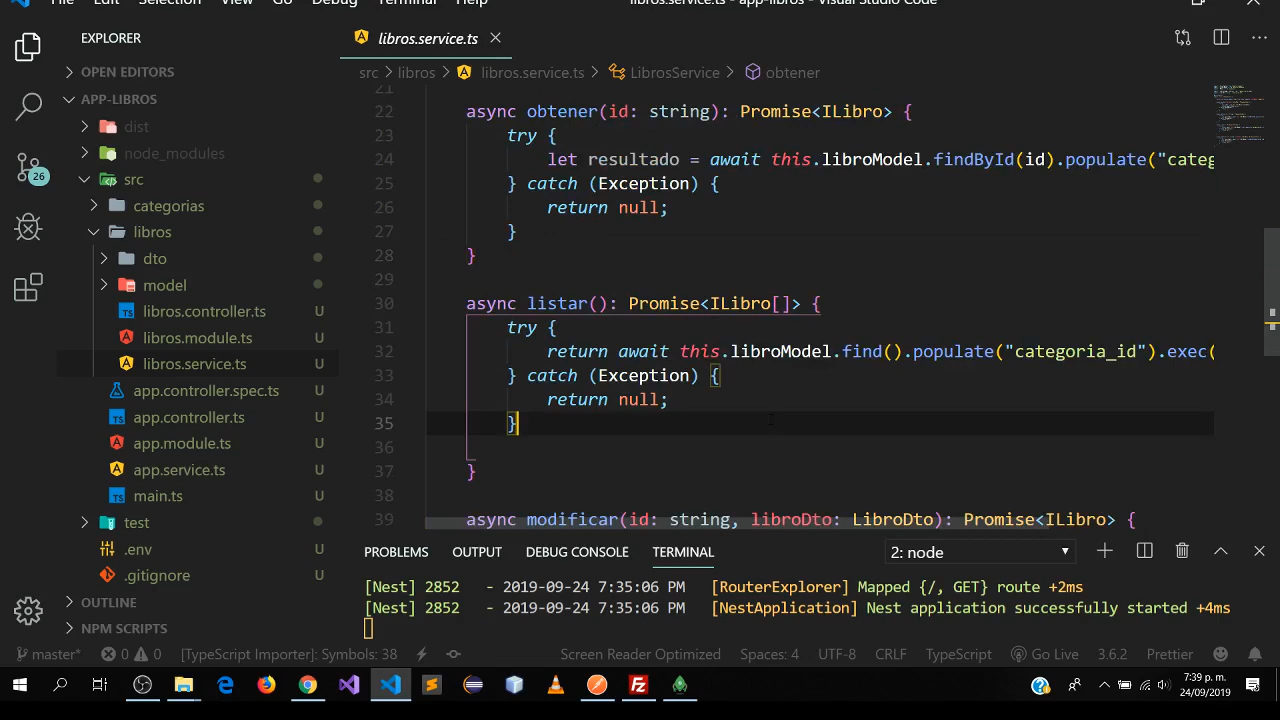 File Edit Selection View Go Debug Terminal Help
libros.service.ts - app-libros - Visual Studio Code
EXPLORER
libros.service.ts
OPEN EDITORS
src libros libros.service.ts LibrosService obtener
APP-LIBROS
dist
node_modules
src
categorias
libros
dto
model
libros.controller.ts U
libros.module.ts U
libros.service.ts U
app.controller.spec.ts U
app.controller.ts U
app.module.ts U
app.service.ts U
main.ts U
test
.env U
.gitignore U
OUTLINE
NPM SCRIPTS
26
21
22 async obtener(id: string): Promise<ILibro> {
23 try {
24 let resultado = await this.libroModel.findById(id).populate("categ
25 } catch (Exception) {
26 return null;
27 }
28 }
29
30 async listar(): Promise<ILibro[]> {
31 try {
32 return await this.libroModel.find().populate("categoria_id").exec(
33 } catch (Exception) {
34 return null;
35 }
36
37 }
38
39 async modificar(id: string, libroDto: LibroDto): Promise<ILibro> {
PROBLEMS OUTPUT DEBUG CONSOLE TERMINAL 2: node
[Nest] 2852 - 2019-09-24 7:35:06 PM [RouterExplorer] Mapped {/, GET} route +2ms
[Nest] 2852 - 2019-09-24 7:35:06 PM [NestApplication] Nest application successfully started +4ms
master* 0 0 [TypeScript Importer]: Symbols: 38 Screen Reader Optimized Spaces: 4 UTF-8 CRLF TypeScript Go Live 3.6.2 Prettier
7:39 p. m.
24/09/2019